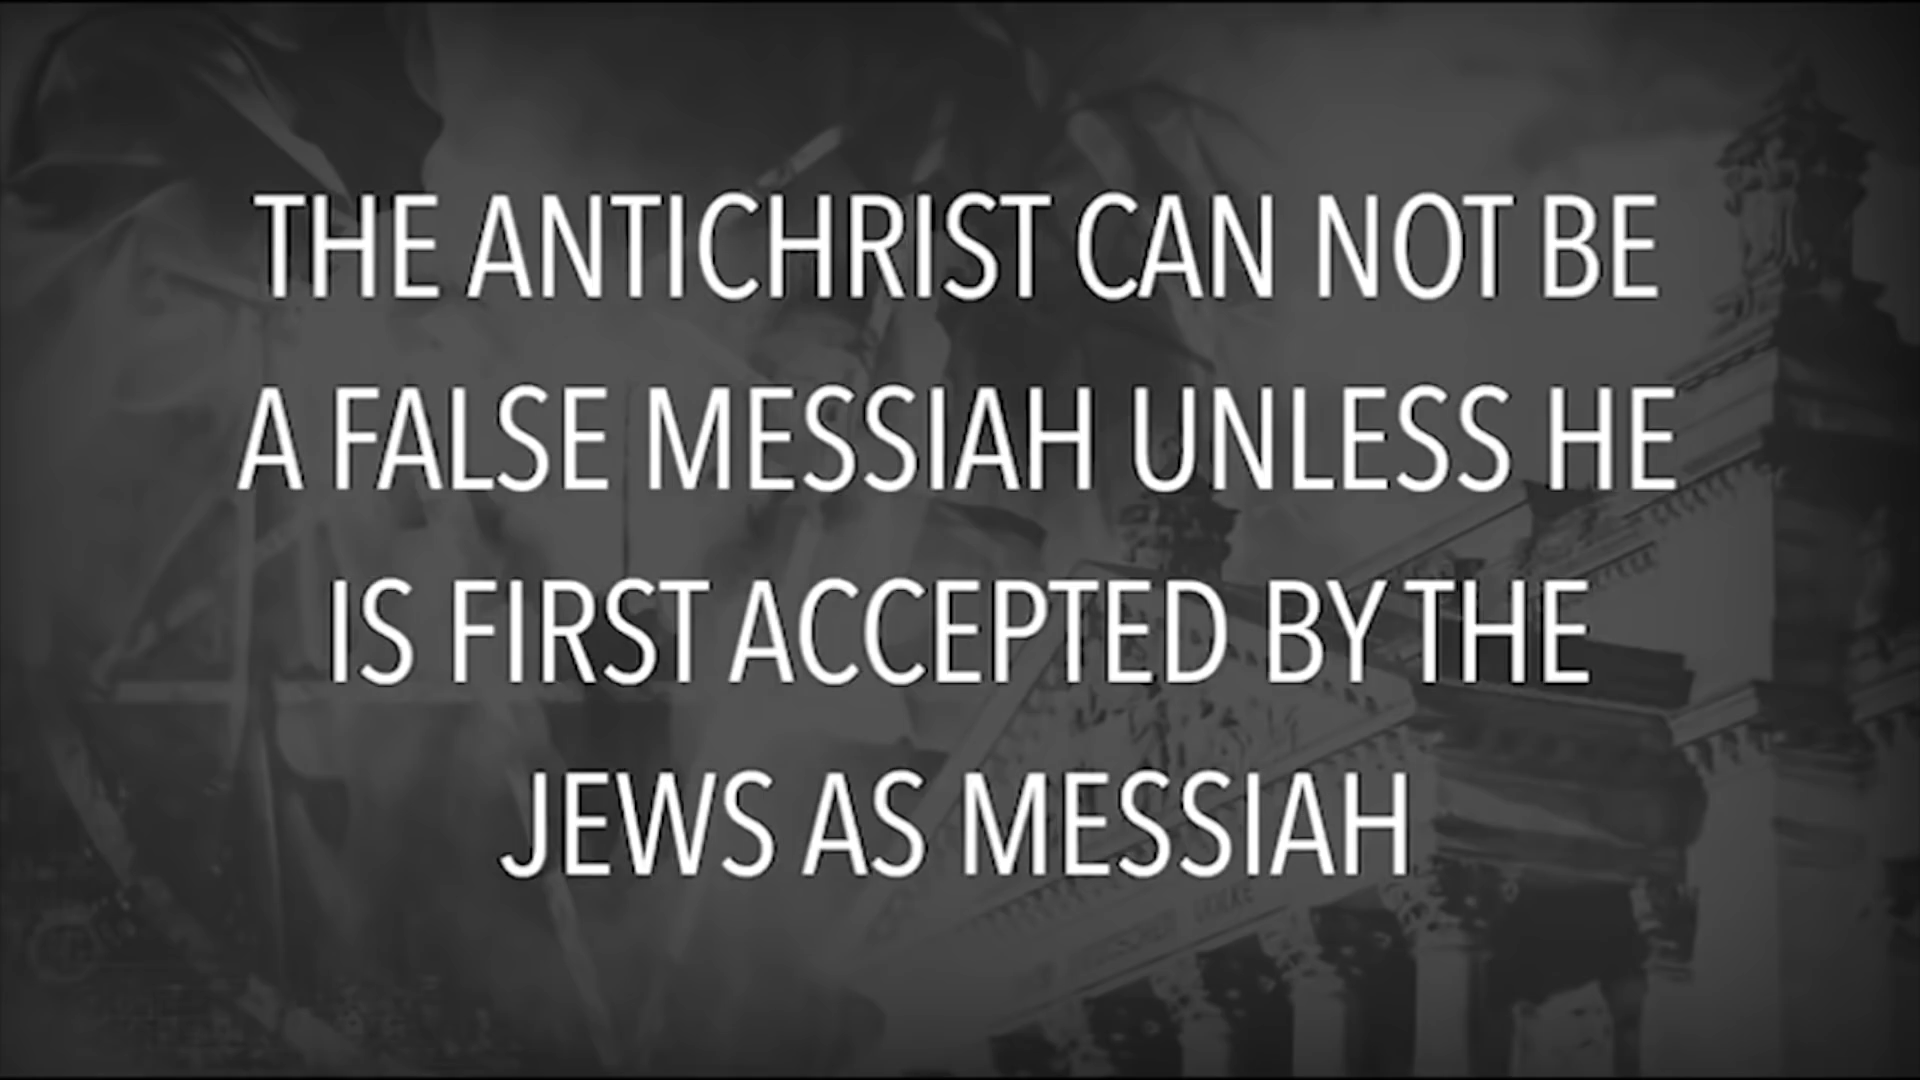 THE ANTICHRIST CAN NOT BE
A FALSE MESSIAH UNLESS HE
IS FIRST ACCEPTED BY THE
JEWS AS MESSIAH